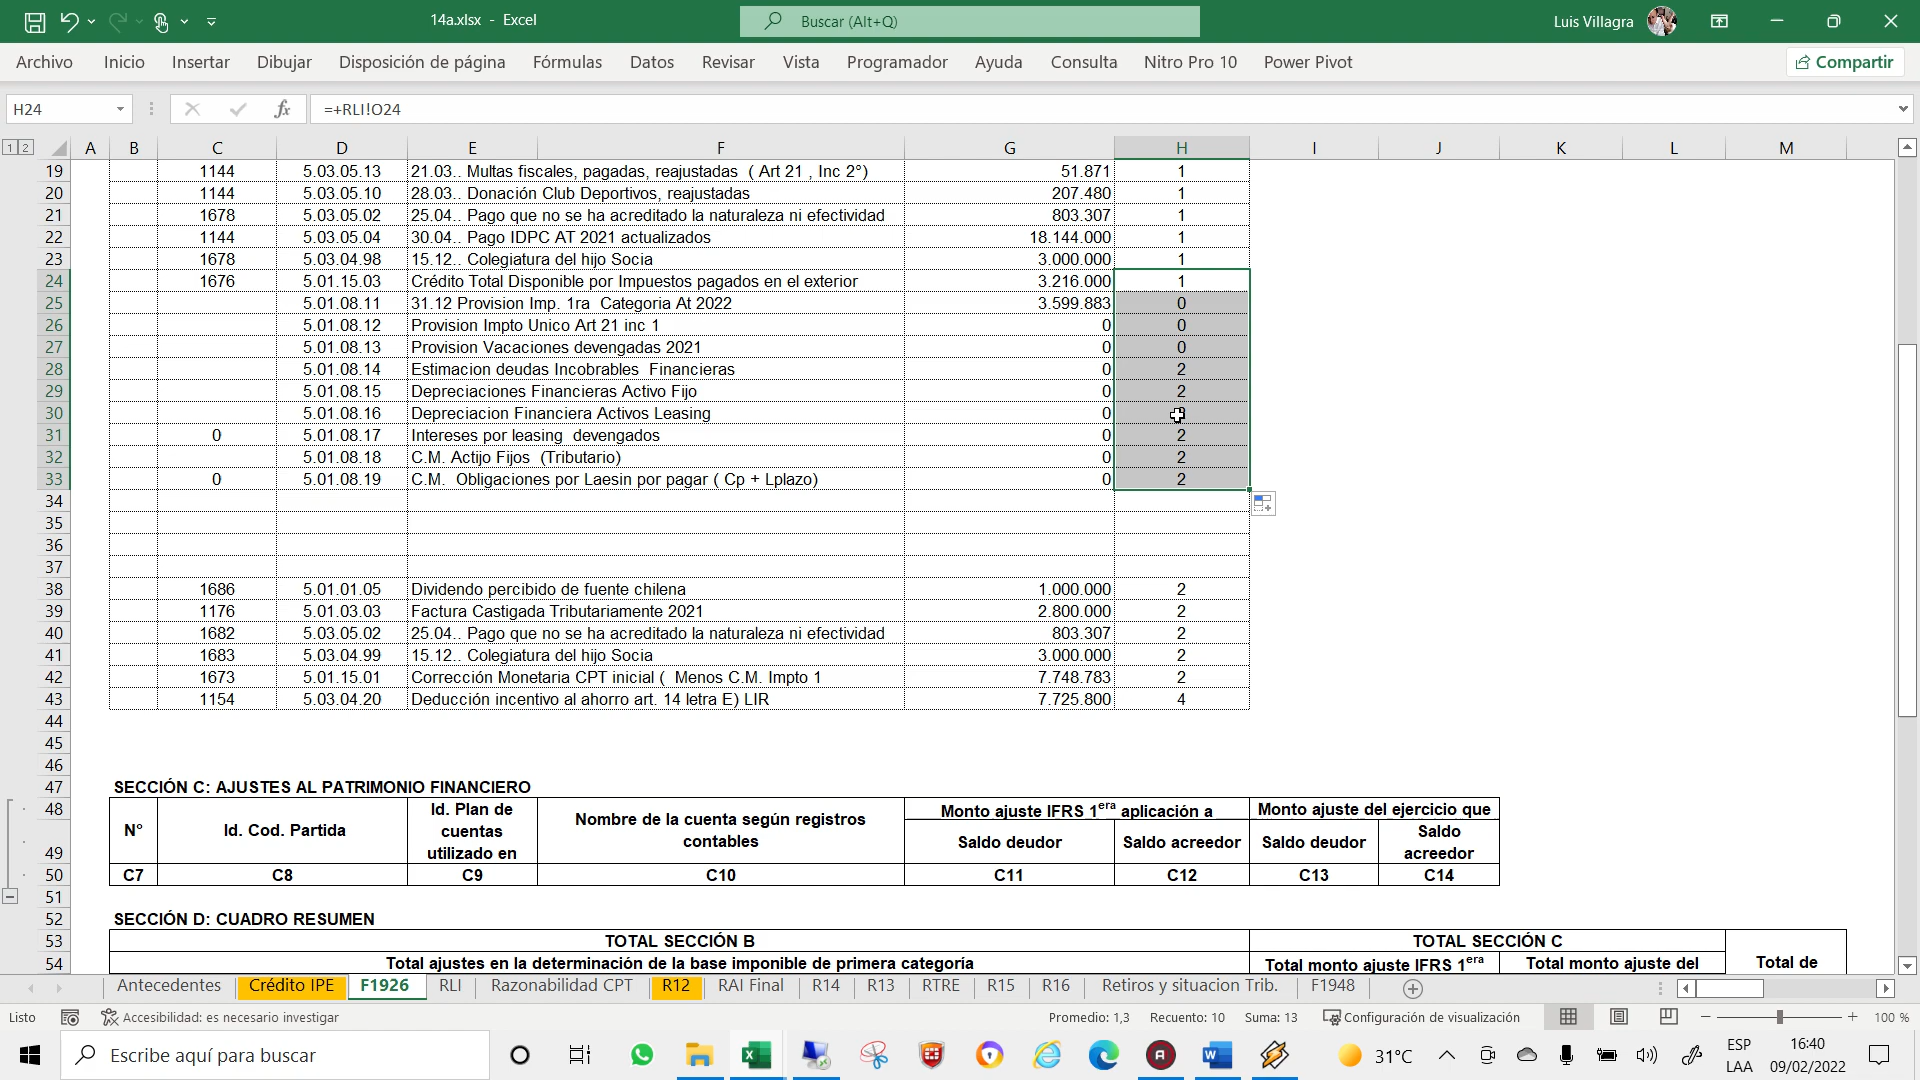 14a.xlsx - Excel
Buscar (Alt+Q)
Luis Villagra
Archivo Inicio Insertar Dibujar Disposición de página Fórmulas Datos Revisar Vista Programador Ayuda Consulta Nitro Pro 10 Power Pivot Compartir
H24 fx =+RLI!O24
1 2 A B C D E F G H I J K L M
19 1144 5.03.05.13 21.03.. Multas fiscales, pagadas, reajustadas ( Art 21 , Inc 2°) 51.871 1
20 1144 5.03.05.10 28.03.. Donación Club Deportivos, reajustadas 207.480 1
21 1678 5.03.05.02 25.04.. Pago que no se ha acreditado la naturaleza ni efectividad 803.307 1
22 1144 5.03.05.04 30.04.. Pago IDPC AT 2021 actualizados 18.144.000 1
23 1678 5.03.04.98 15.12.. Colegiatura del hijo Socia 3.000.000 1
24 1676 5.01.15.03 Crédito Total Disponible por Impuestos pagados en el exterior 3.216.000 1
25 5.01.08.11 31.12 Provision Imp. 1ra Categoria At 2022 3.599.883 0
26 5.01.08.12 Provision Impto Unico Art 21 inc 1 0 0
27 5.01.08.13 Provision Vacaciones devengadas 2021 0 0
28 5.01.08.14 Estimacion deudas Incobrables Financieras 0 2
29 5.01.08.15 Depreciaciones Financieras Activo Fijo 0 2
30 5.01.08.16 Depreciacion Financiera Activos Leasing 0
31 0 5.01.08.17 Intereses por leasing devengados 0 2
32 5.01.08.18 C.M. Actijo Fijos (Tributario) 0 2
33 0 5.01.08.19 C.M. Obligaciones por Laesin por pagar ( Cp + Lplazo) 0 2
34
35
36
37
38 1686 5.01.01.05 Dividendo percibido de fuente chilena 1.000.000 2
39 1176 5.01.03.03 Factura Castigada Tributariamente 2021 2.800.000 2
40 1682 5.03.05.02 25.04.. Pago que no se ha acreditado la naturaleza ni efectividad 803.307 2
41 1683 5.03.04.99 15.12.. Colegiatura del hijo Socia 3.000.000 2
42 1673 5.01.15.01 Corrección Monetaria CPT inicial ( Menos C.M. Impto 1 7.748.783 2
43 1154 5.03.04.20 Deducción incentivo al ahorro art. 14 letra E) LIR 7.725.800 4
44
45
46
47 SECCIÓN C: AJUSTES AL PATRIMONIO FINANCIERO
48 N° Id. Cod. Partida Id. Plan de cuentas utilizado en Nombre de la cuenta según registros contables Monto ajuste IFRS 1era aplicación a Monto ajuste del ejercicio que
49 Saldo deudor Saldo acreedor Saldo deudor Saldo acreedor
50 C7 C8 C9 C10 C11 C12 C13 C14
51
52 SECCIÓN D: CUADRO RESUMEN
53 TOTAL SECCIÓN B TOTAL SECCIÓN C
54 Total ajustes en la determinación de la base imponible de primera categoría Total monto ajuste IFRS 1era Total monto ajuste del Total de
Antecedentes Crédito IPE F1926 RLI Razonabilidad CPT R12 RAI Final R14 R13 RTRE R15 R16 Retiros y situacion Trib. F1948
Listo Accesibilidad: es necesario investigar Promedio: 1,3 Recuento: 10 Suma: 13 Configuración de visualización 100 %
Escribe aquí para buscar 31°C ESP LAA 16:40 09/02/2022